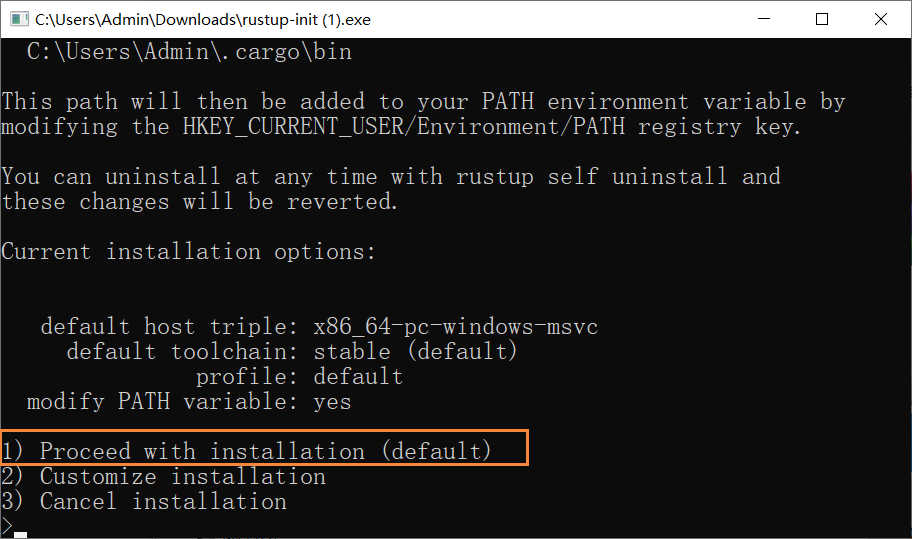 C:\Users\Admin\Downloads\rustup-init (1).exe
C:\Users\Admin\.cargo\bin
This path will then be added to your PATH environment variable by
modifying the HKEY_CURRENT_USER/Environment/PATH registry key.
You can uninstall at any time with rustup self uninstall and
these changes will be reverted.
Current installation options:
default host triple: x86_64-pc-windows-msvc
default toolchain: stable (default)
profile: default
modify PATH variable: yes
1) Proceed with installation (default)
2) Customize installation
3) Cancel installation
>